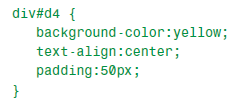 div#d4 {
   background-color:yellow;
   text-align:center;
   padding:50px;
}